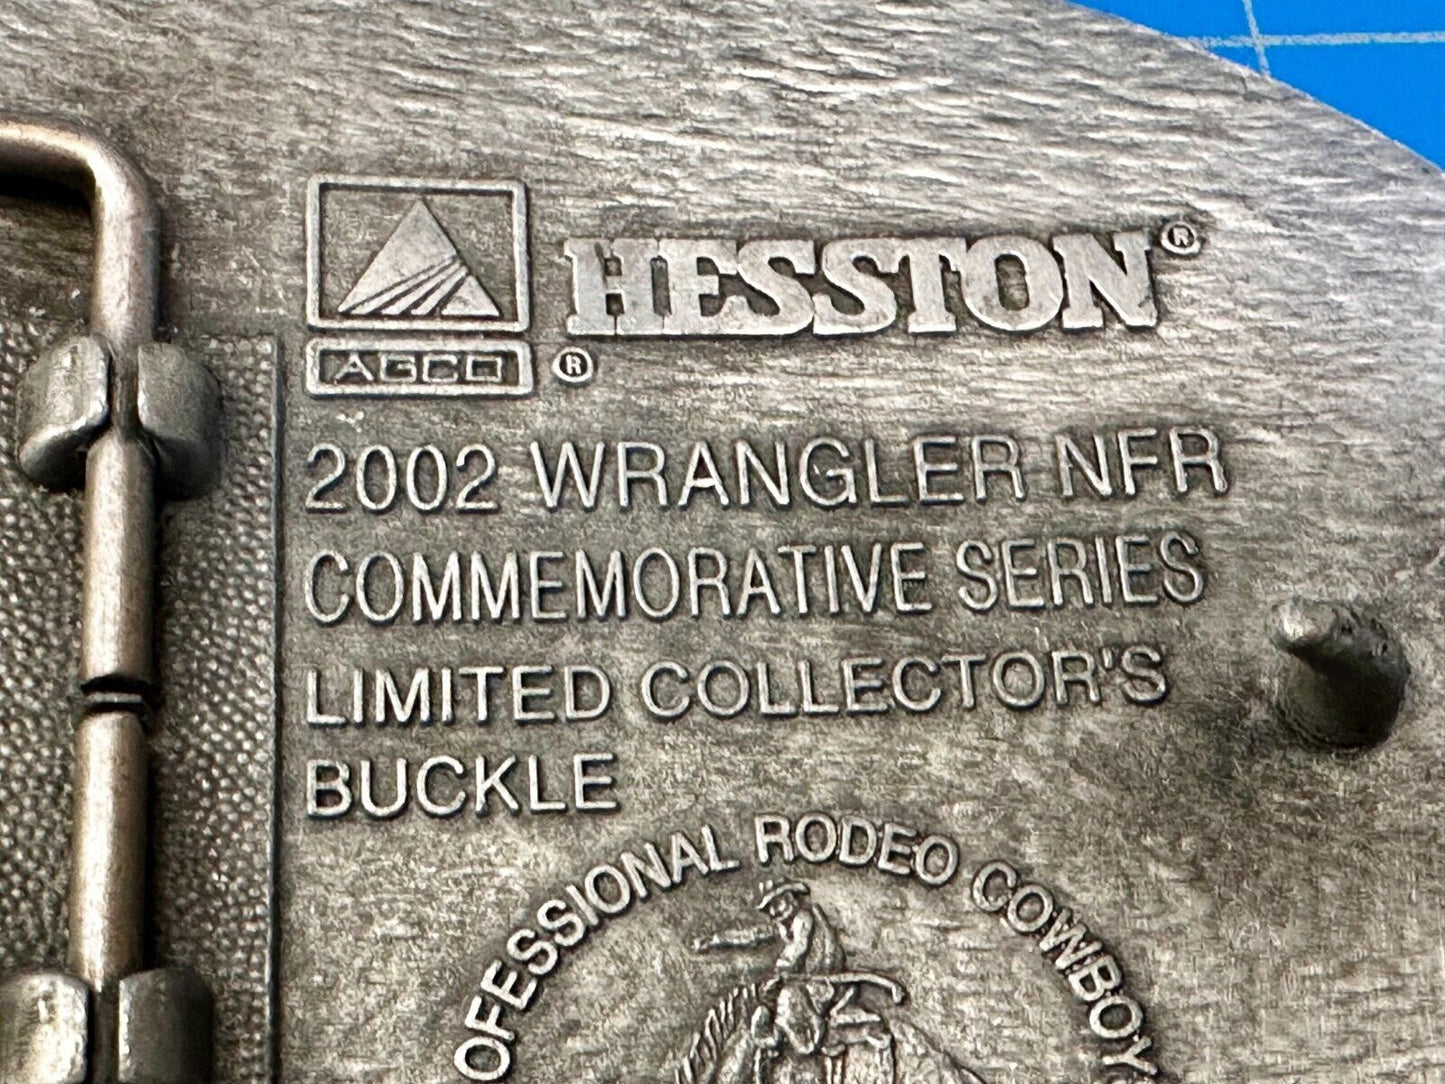 HESSTON®
AGCO ®
2002 WRANGLER NFR
COMMEMORATIVE SERIES
LIMITED COLLECTOR'S
BUCKLE
OFESSIONAL RODEO COWBOY